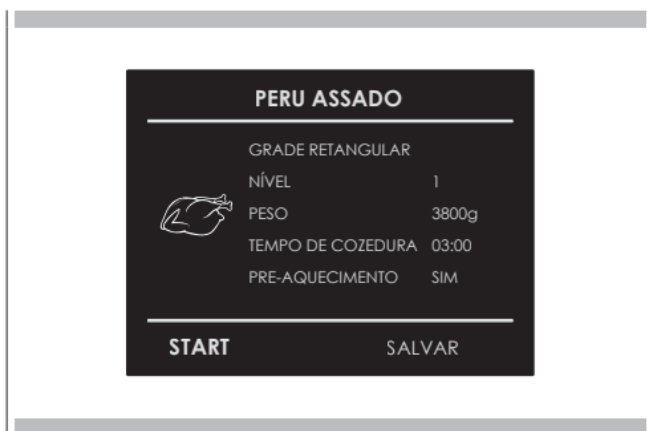 PERU ASSADO
GRADE RETANGULAR
NÍVEL 1
PESO 3800g
TEMPO DE COZEDURA 03:00
PRE-AQUECIMENTO SIM
START SALVAR